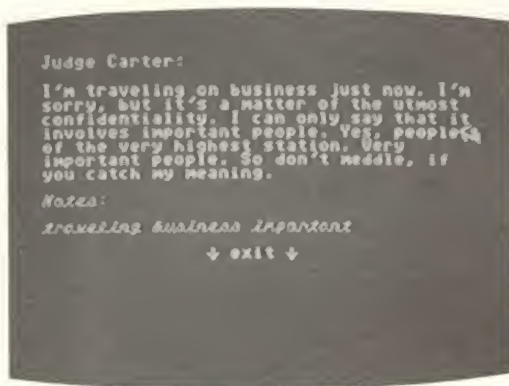 Judge Carter:
I'm traveling on business just now. I'm
sorry, but it's a matter of the utmost
confidentiality. I can only say that it
involves important people. Yes, people
of the very highest station. Very
important people. So don't meddle, if
you catch my meaning.
Notes:
traveling business important
↓ exit ↓